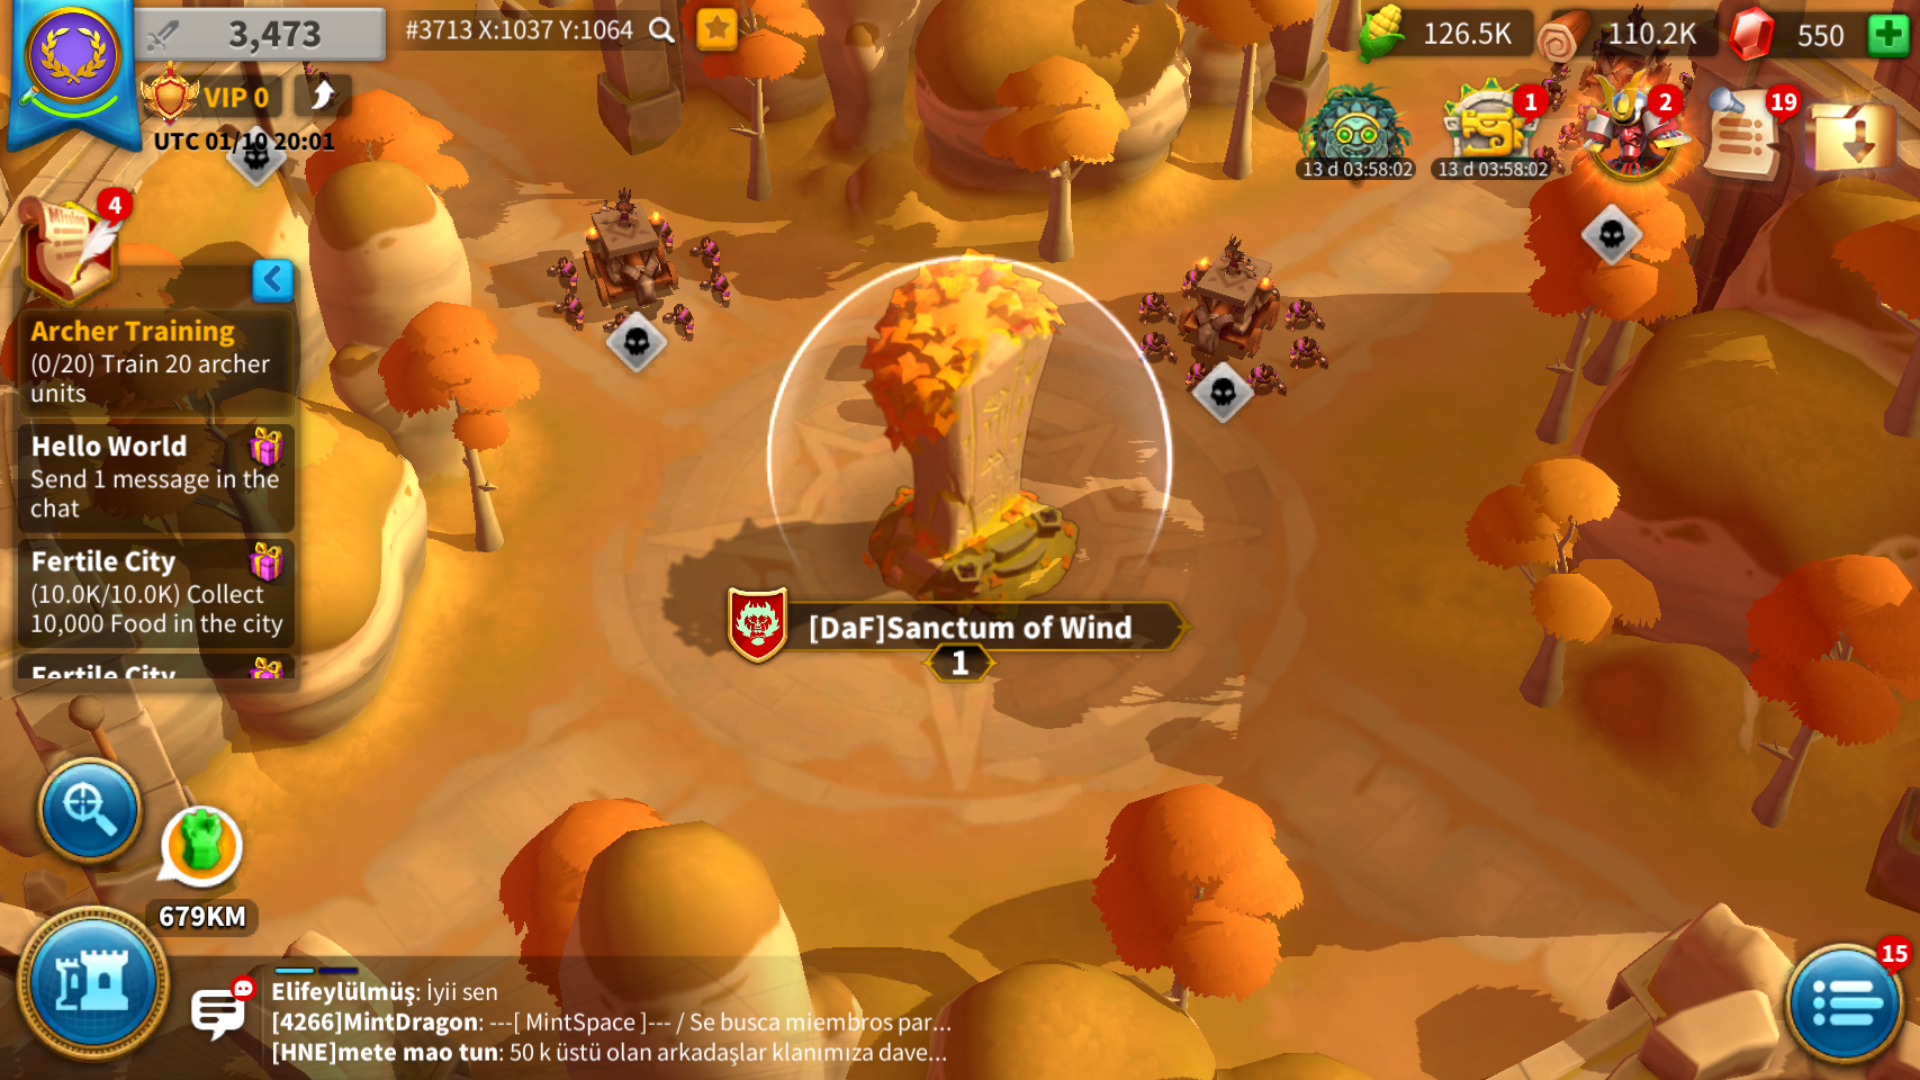 3,473
#3713 X:1037 Y:1064
126.5K
110.2K
550
VIP 0
UTC 01/10 20:01
13 d 03:58:02
1
13 d 03:58:02
2
19
4
Archer Training
(0/20) Train 20 archer
units
Hello World
Send 1 message in the
chat
Fertile City
(10.0K/10.0K) Collect
10,000 Food in the city
Fertile City
[DaF]Sanctum of Wind
1
679KM
15
Elifeylülmüş: İyii sen
[4266]MintDragon: ---[ MintSpace ]--- / Se busca miembros par...
[HNE]mete mao tun: 50 k üstü olan arkadaşlar klanımıza dave...